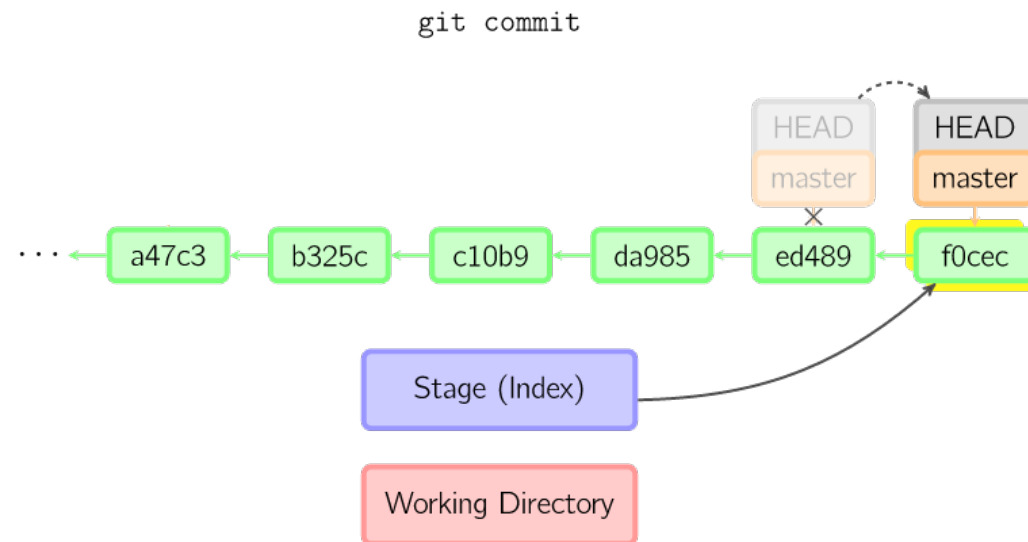 git commit
HEAD HEAD
master master
··· a47c3 b325c c10b9 da985 ed489 f0cec
Stage (Index)
Working Directory